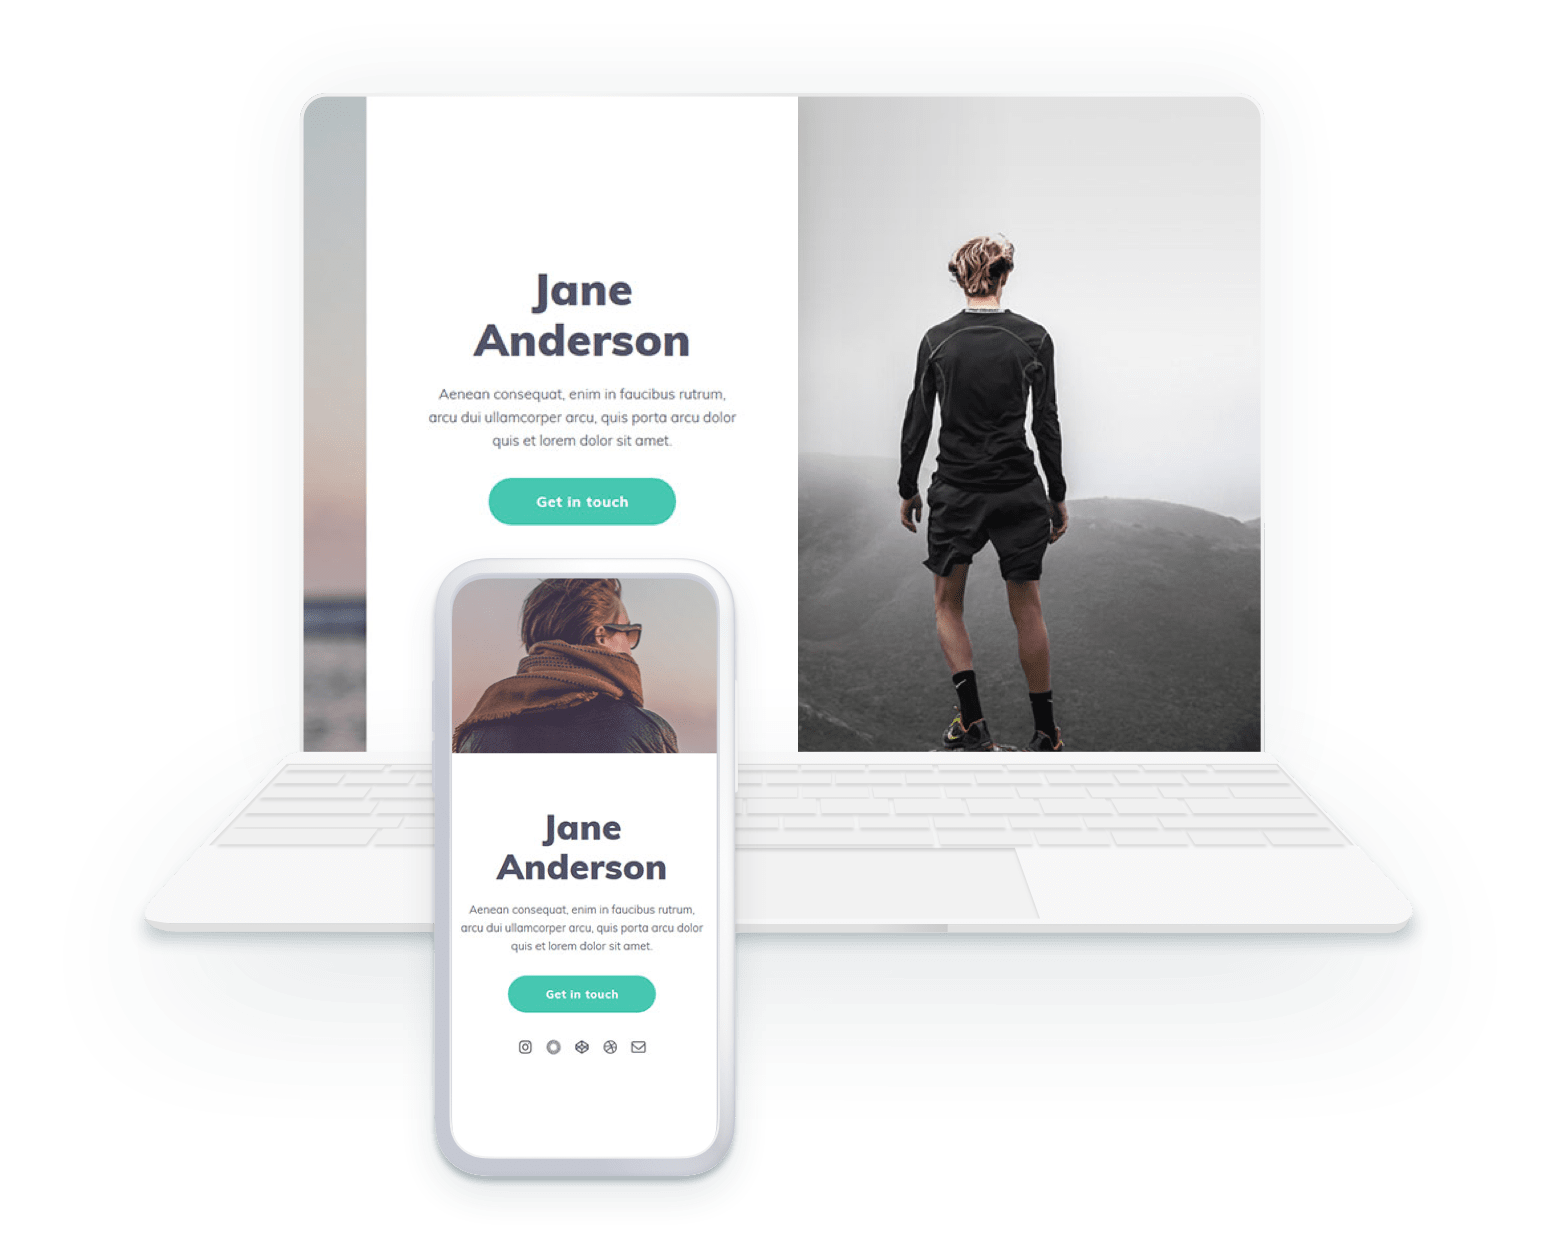 Jane
Anderson
Aenean consequat, enim in faucibus rutrum,
arcu dui ullamcorper arcu, quis porta arcu dolor
quis et lorem dolor sit amet.
Get in touch
Jane
Anderson
Aenean consequat, enim in faucibus rutrum,
arcu dui ullamcorper arcu, quis porta arcu dolor
quis et lorem dolor sit amet.
Get in touch